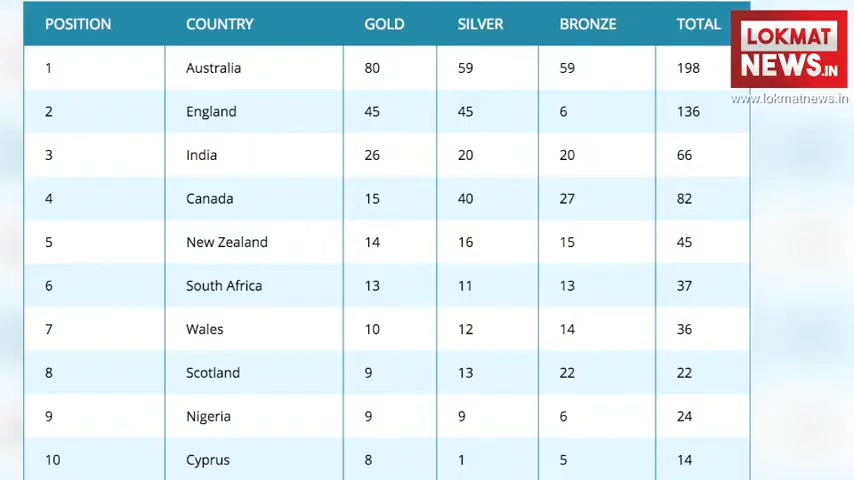 POSITION COUNTRY GOLD SILVER BRONZE TOTAL
LOKMAT
NEWS.IN
www.lokmatnews.in
1 Australia 80 59 59 198
2 England 45 45 6 136
3 India 26 20 20 66
4 Canada 15 40 27 82
5 New Zealand 14 16 15 45
6 South Africa 13 11 13 37
7 Wales 10 12 14 36
8 Scotland 9 13 22 22
9 Nigeria 9 9 6 24
10 Cyprus 8 1 5 14